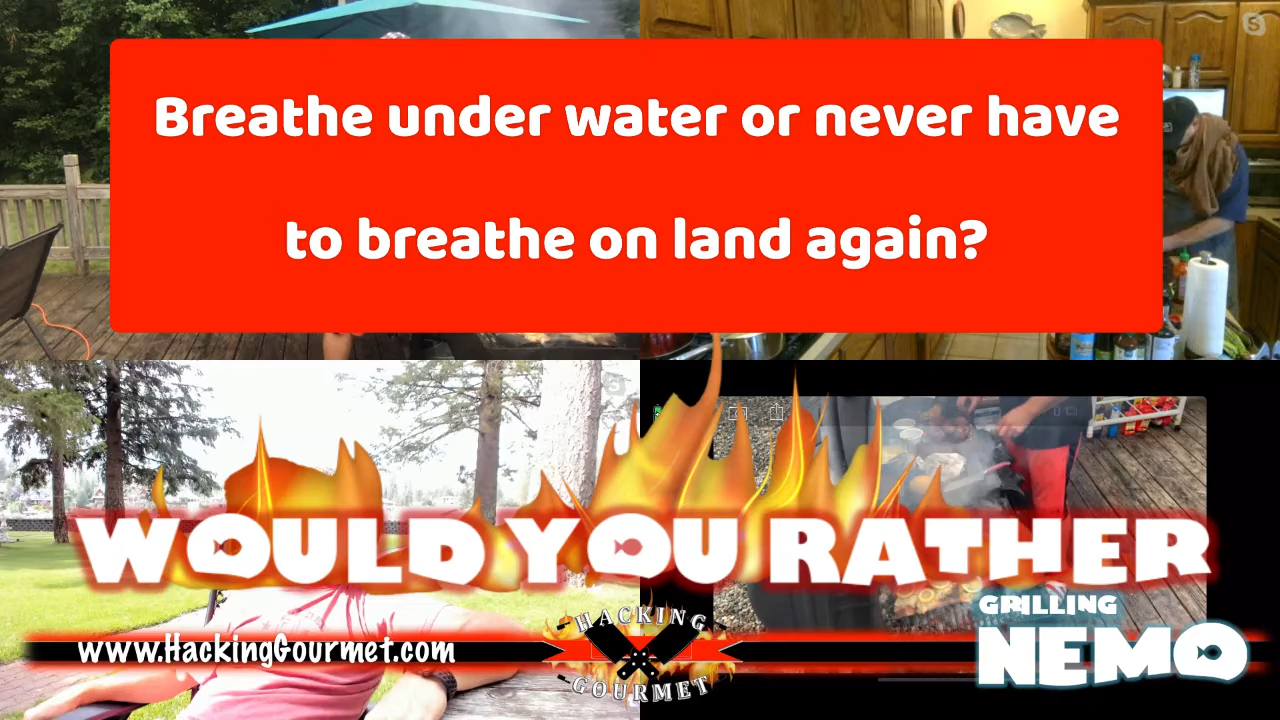 Breathe under water or never have
to breathe on land again?
WOULD YOU RATHER
GRILLING
NEMO
www.HackingGourmet.com
HACKING
GOURMET